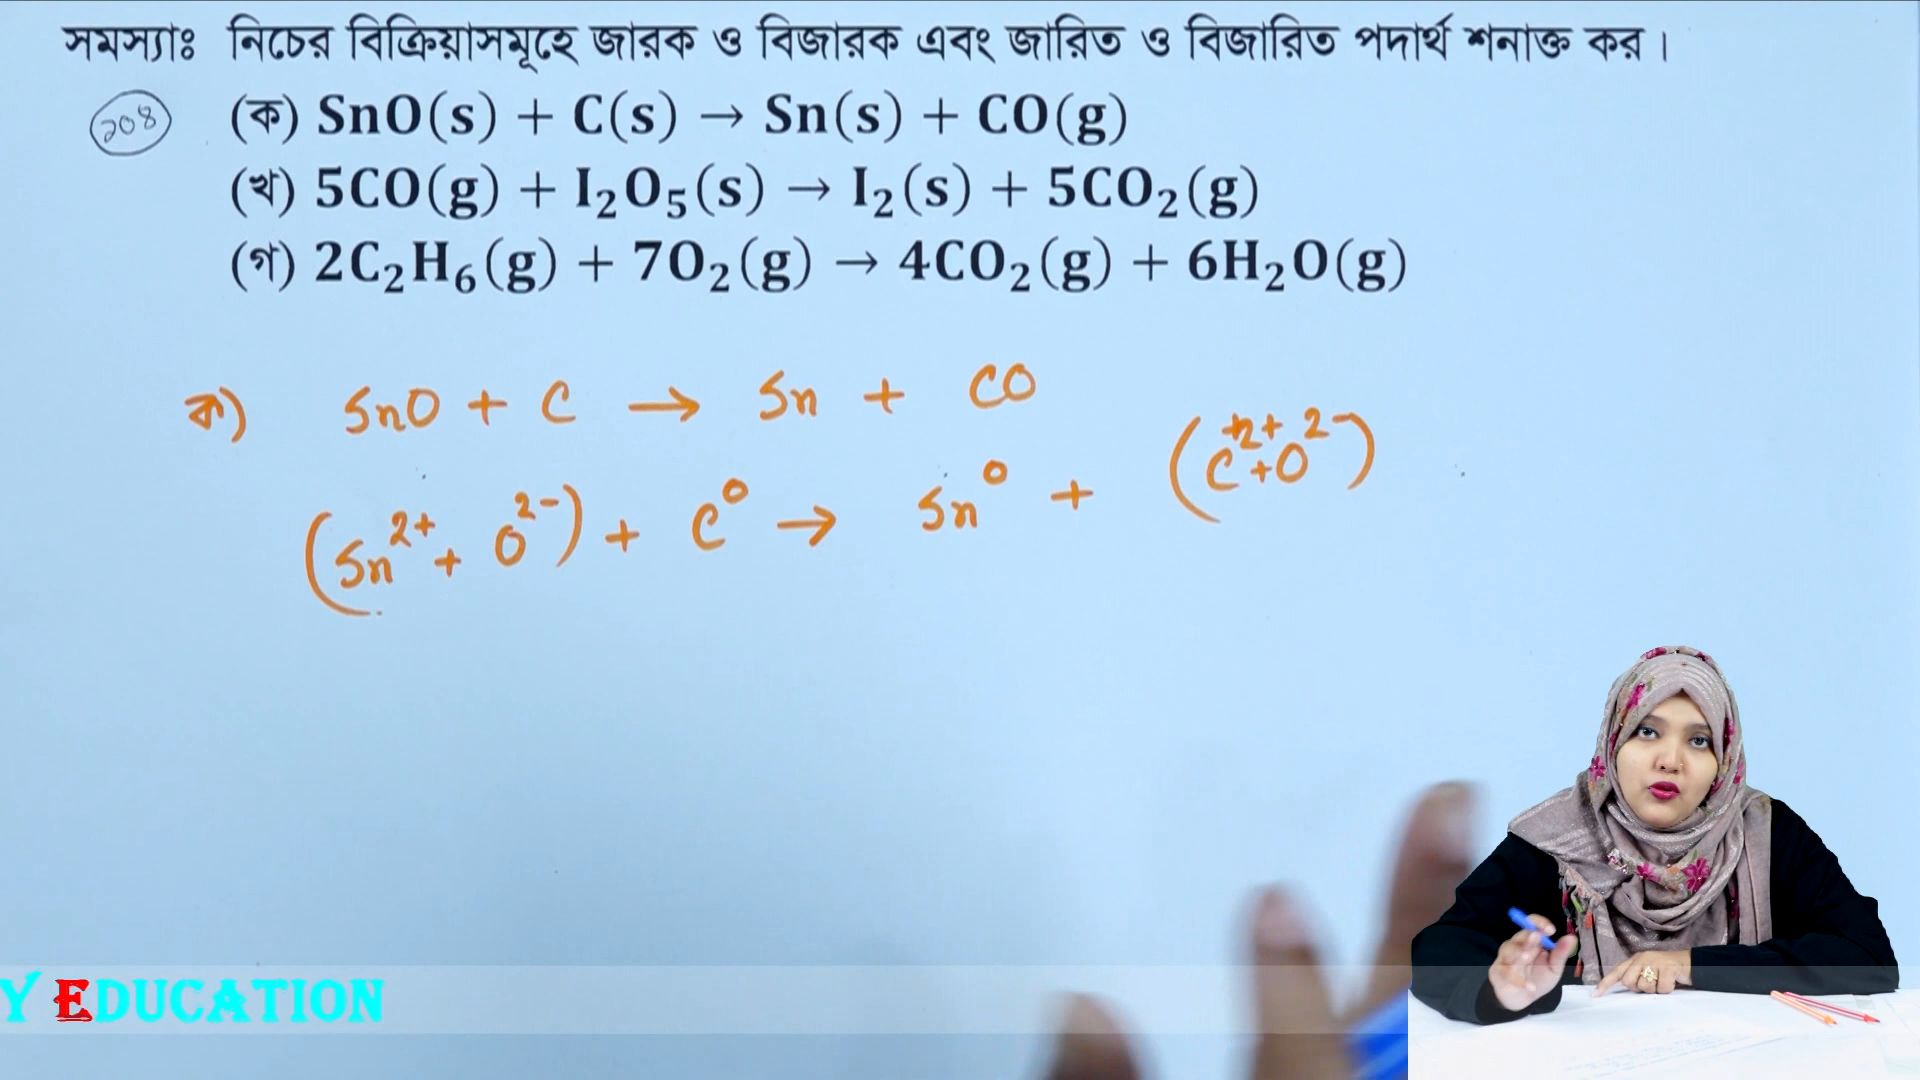 সমস্যাঃ নিচের বিক্রিয়াসমূহে জারক ও বিজারক এবং জারিত ও বিজারিত পদার্থ শনাক্ত কর।
২০৪
(ক) SnO(s) + C(s) → Sn(s) + CO(g)
(খ) 5CO(g) + I₂O₅(s) → I₂(s) + 5CO₂(g)
(গ) 2C₂H₆(g) + 7O₂(g) → 4CO₂(g) + 6H₂O(g)
ক) SnO + C → Sn + CO
(Sn²⁺ + O²⁻) + C⁰ → Sn⁰ + (C²⁺ + O²⁻)
Y EDUCATION